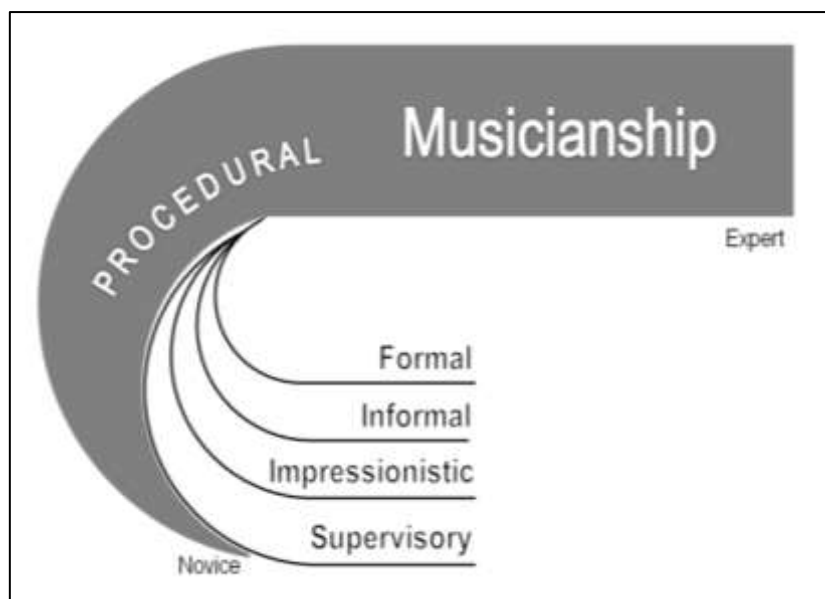 Musicianship
PROCEDURAL
Expert
Formal
Informal
Impressionistic
Supervisory
Novice